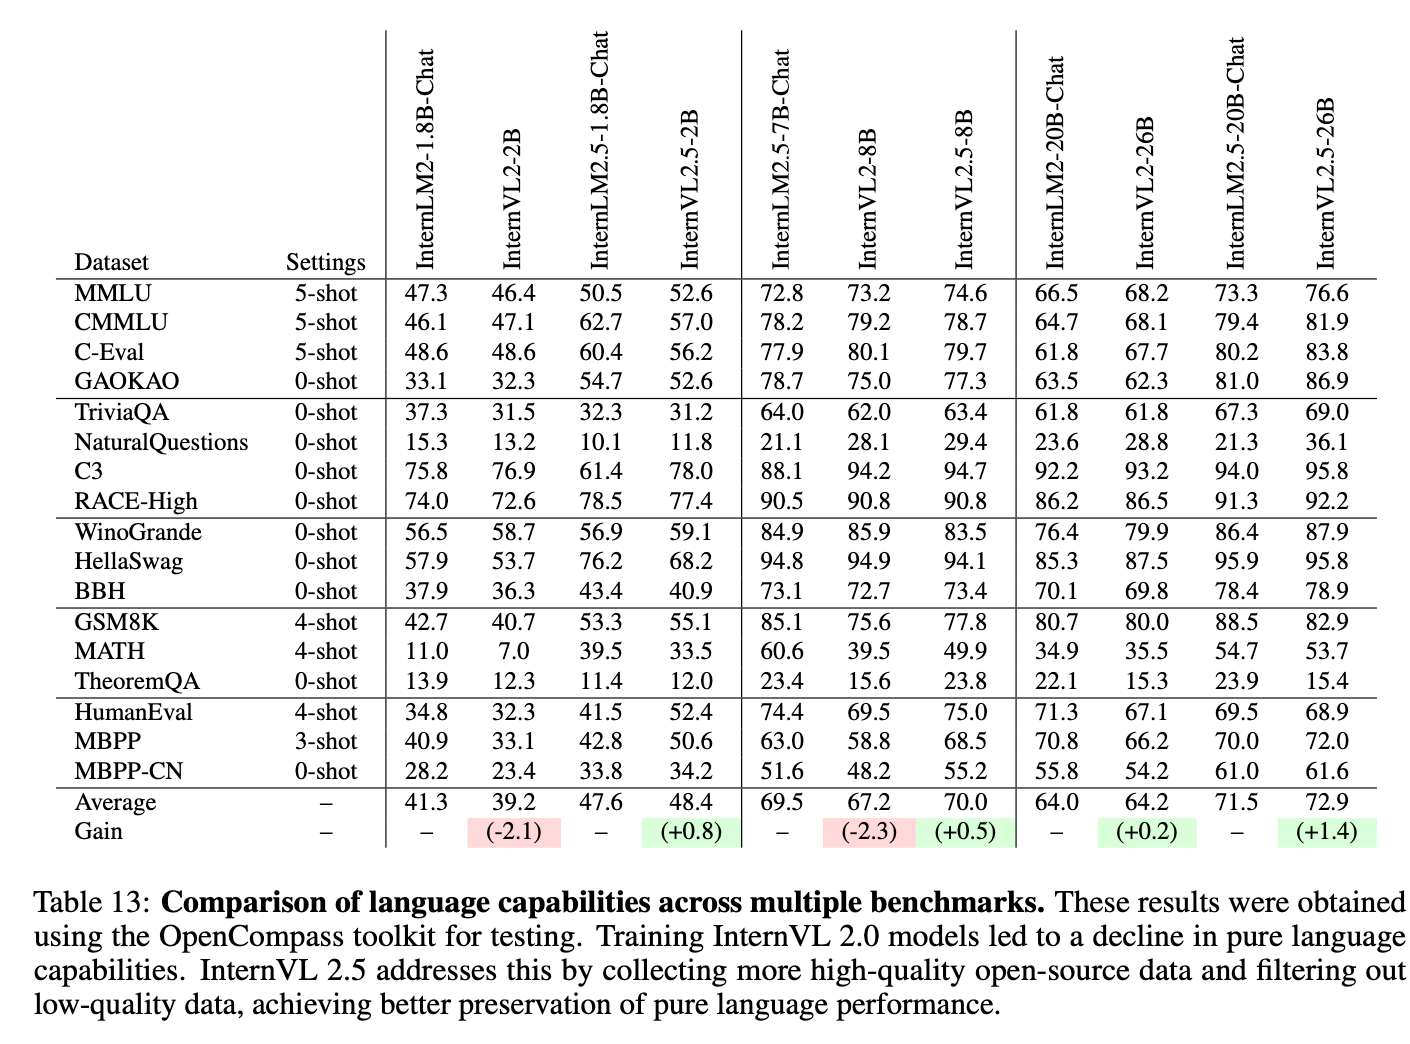 Dataset Settings InternLM2-1.8B-Chat InternVL2-2B InternLM2.5-1.8B-Chat InternVL2.5-2B InternLM2.5-7B-Chat InternVL2-8B InternVL2.5-8B InternLM2-20B-Chat InternVL2-26B InternLM2.5-20B-Chat InternVL2.5-26B
MMLU 5-shot 47.3 46.4 50.5 52.6 72.8 73.2 74.6 66.5 68.2 73.3 76.6
CMMLU 5-shot 46.1 47.1 62.7 57.0 78.2 79.2 78.7 64.7 68.1 79.4 81.9
C-Eval 5-shot 48.6 48.6 60.4 56.2 77.9 80.1 79.7 61.8 67.7 80.2 83.8
GAOKAO 0-shot 33.1 32.3 54.7 52.6 78.7 75.0 77.3 63.5 62.3 81.0 86.9
TriviaQA 0-shot 37.3 31.5 32.3 31.2 64.0 62.0 63.4 61.8 61.8 67.3 69.0
NaturalQuestions 0-shot 15.3 13.2 10.1 11.8 21.1 28.1 29.4 23.6 28.8 21.3 36.1
C3 0-shot 75.8 76.9 61.4 78.0 88.1 94.2 94.7 92.2 93.2 94.0 95.8
RACE-High 0-shot 74.0 72.6 78.5 77.4 90.5 90.8 90.8 86.2 86.5 91.3 92.2
WinoGrande 0-shot 56.5 58.7 56.9 59.1 84.9 85.9 83.5 76.4 79.9 86.4 87.9
HellaSwag 0-shot 57.9 53.7 76.2 68.2 94.8 94.9 94.1 85.3 87.5 95.9 95.8
BBH 0-shot 37.9 36.3 43.4 40.9 73.1 72.7 73.4 70.1 69.8 78.4 78.9
GSM8K 4-shot 42.7 40.7 53.3 55.1 85.1 75.6 77.8 80.7 80.0 88.5 82.9
MATH 4-shot 11.0 7.0 39.5 33.5 60.6 39.5 49.9 34.9 35.5 54.7 53.7
TheoremQA 0-shot 13.9 12.3 11.4 12.0 23.4 15.6 23.8 22.1 15.3 23.9 15.4
HumanEval 4-shot 34.8 32.3 41.5 52.4 74.4 69.5 75.0 71.3 67.1 69.5 68.9
MBPP 3-shot 40.9 33.1 42.8 50.6 63.0 58.8 68.5 70.8 66.2 70.0 72.0
MBPP-CN 0-shot 28.2 23.4 33.8 34.2 51.6 48.2 55.2 55.8 54.2 61.0 61.6
Average – 41.3 39.2 47.6 48.4 69.5 67.2 70.0 64.0 64.2 71.5 72.9
Gain – – (-2.1) – (+0.8) – (-2.3) (+0.5) – (+0.2) – (+1.4)
Table 13: Comparison of language capabilities across multiple benchmarks. These results were obtained
using the OpenCompass toolkit for testing. Training InternVL 2.0 models led to a decline in pure language
capabilities. InternVL 2.5 addresses this by collecting more high-quality open-source data and filtering out
low-quality data, achieving better preservation of pure language performance.